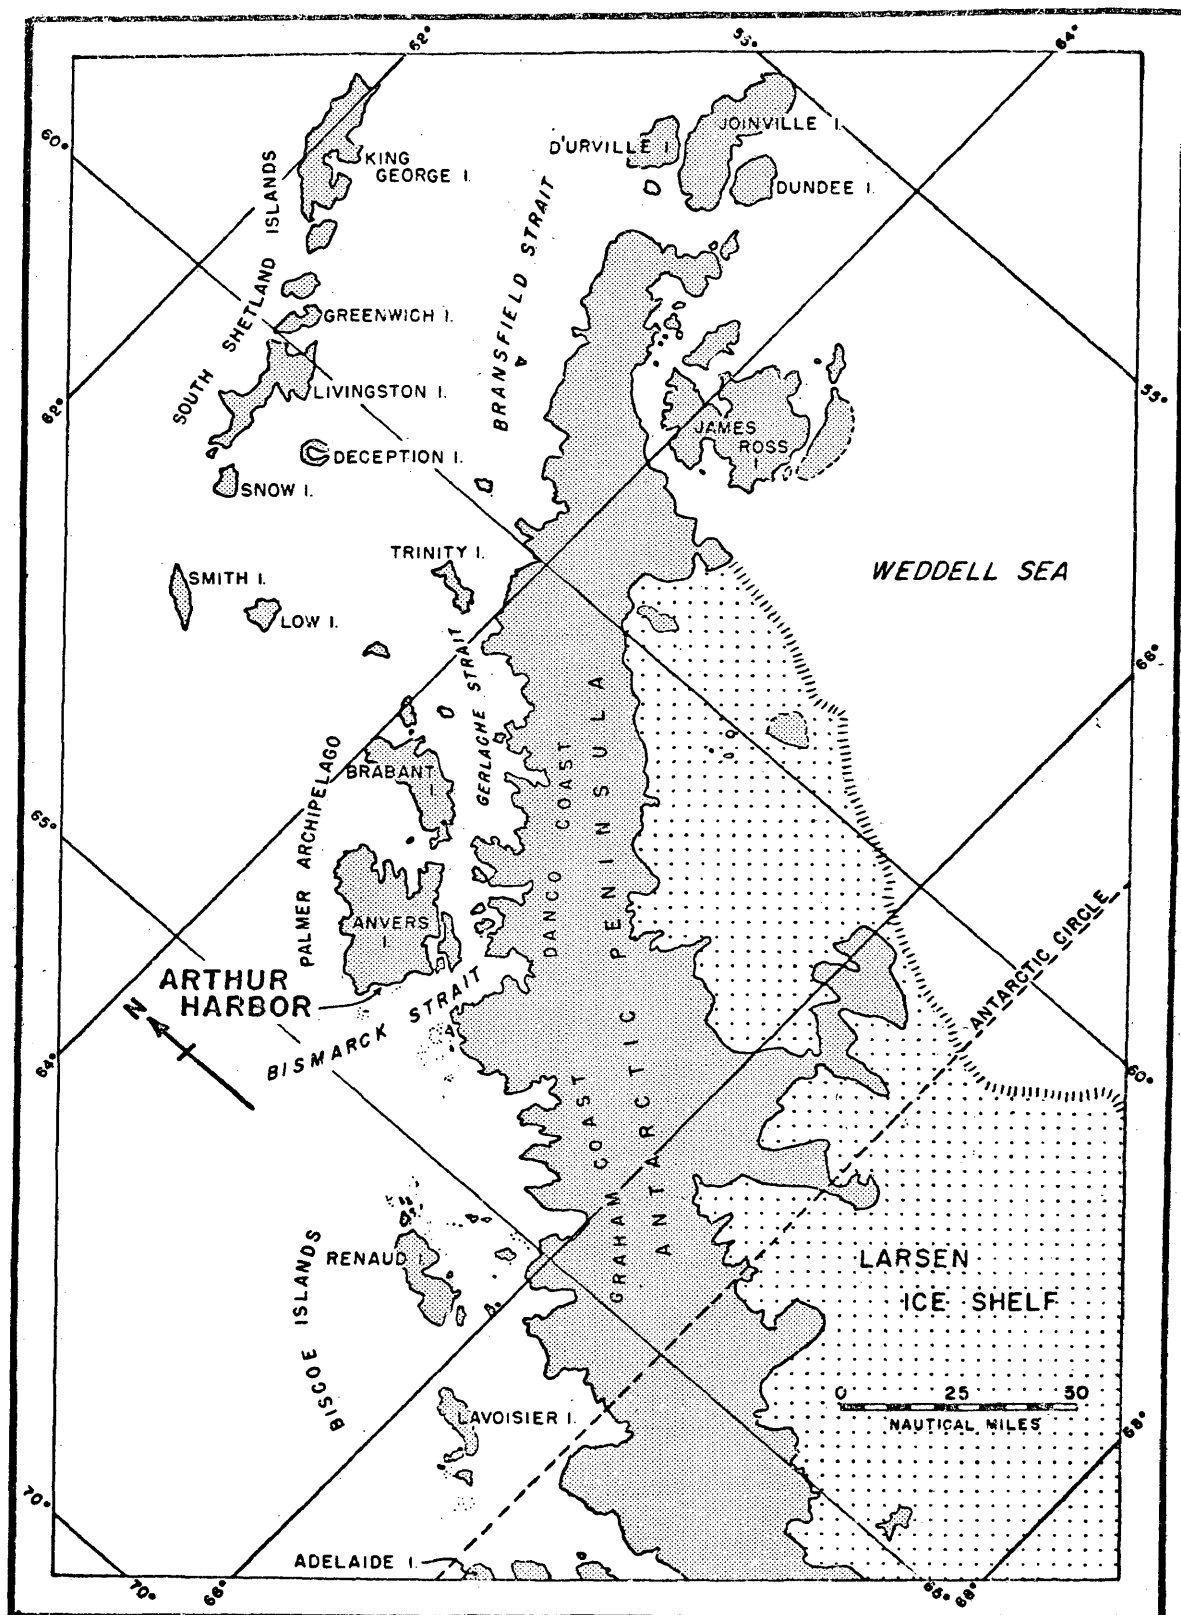 62°
55°
64°
60°
D'URVILLE I.
JOINVILLE I.
KING
GEORGE I.
DUNDEE I.
SOUTH SHETLAND ISLANDS
BRANSFIELD STRAIT
GREENWICH I.
LIVINGSTON I.
62°
55°
JAMES
ROSS
I.
DECEPTION I.
SNOW I.
TRINITY I.
WEDDELL SEA
SMITH I.
LOW I.
66°
GERLACHE STRAIT
PALMER ARCHIPELAGO
BRABANT
I.
DANCO COAST
ANTARCTIC PENINSULA
65°
ANVERS
I.
ARTHUR
HARBOR
N
BISMARCK STRAIT
ANTARCTIC CIRCLE
64°
60°
GRAHAM COAST
BISCOE ISLANDS
RENAUD I.
LARSEN
ICE SHELF
0 25 50
NAUTICAL MILES
LAVOISIER I.
68°
70°
ADELAIDE I.
70°
66°
65°
68°